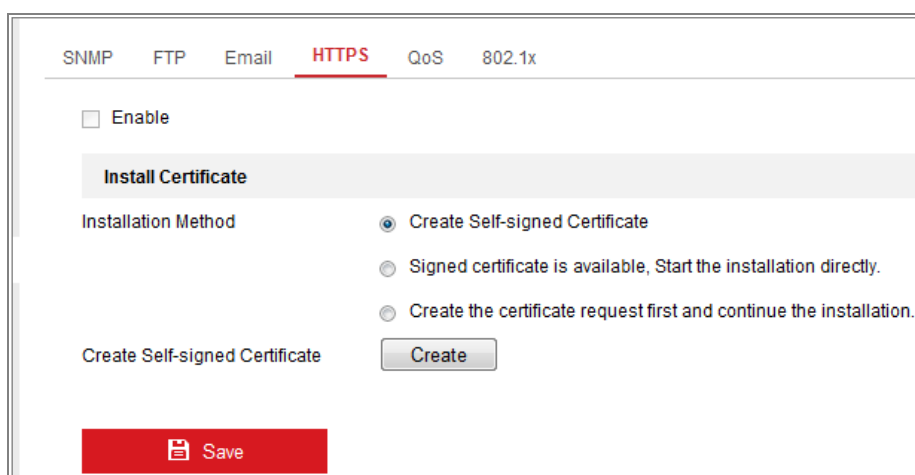 SNMP FTP Email HTTPS QoS 802.1x
Enable
Install Certificate
Installation Method Create Self-signed Certificate
Signed certificate is available, Start the installation directly.
Create the certificate request first and continue the installation.
Create Self-signed Certificate Create
Save